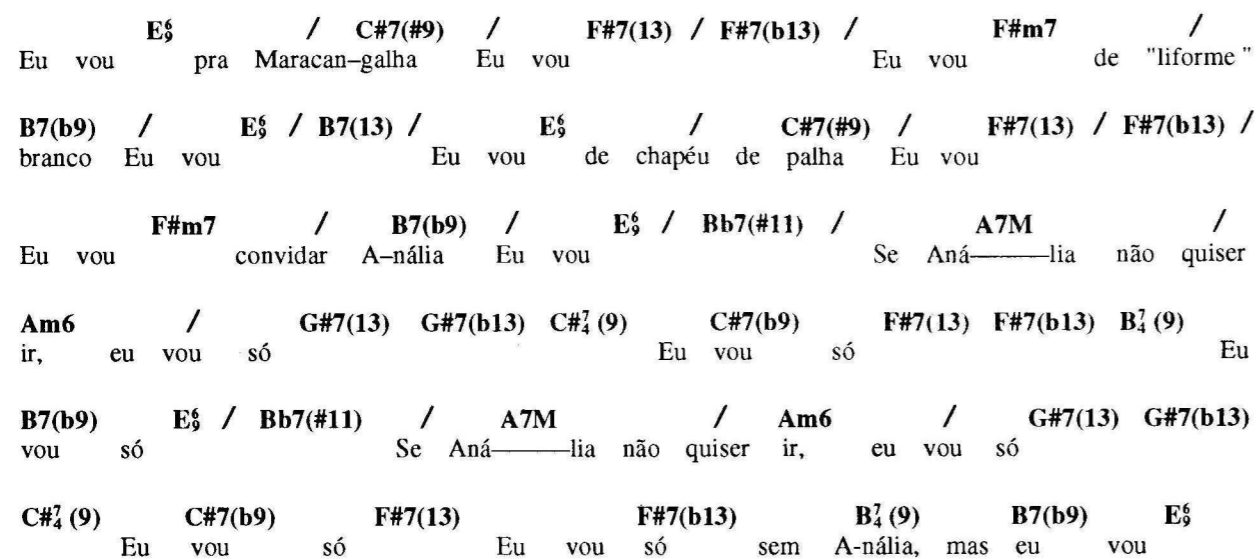 E6/9 / C#7(#9) / F#7(13) / F#7(b13) / F#m7 /
Eu vou pra Maracan–galha Eu vou Eu vou de "liforme"
B7(b9) / E6/9 / B7(13) / E6/9 / C#7(#9) / F#7(13) / F#7(b13) /
branco Eu vou Eu vou de chapéu de palha Eu vou
F#m7 / B7(b9) / E6/9 / Bb7(#11) / A7M /
Eu vou convidar A–nália Eu vou Se Aná———lia não quiser
Am6 / G#7(13) G#7(b13) C#7/4 (9) C#7(b9) F#7(13) F#7(b13) B7/4 (9)
ir, eu vou só Eu vou só Eu
B7(b9) E6/9 / Bb7(#11) / A7M / Am6 / G#7(13) G#7(b13)
vou só Se Aná———lia não quiser ir, eu vou só
C#7/4 (9) C#7(b9) F#7(13) F#7(b13) B7/4 (9) B7(b9) E6/9
Eu vou só Eu vou só sem A-nália, mas eu vou